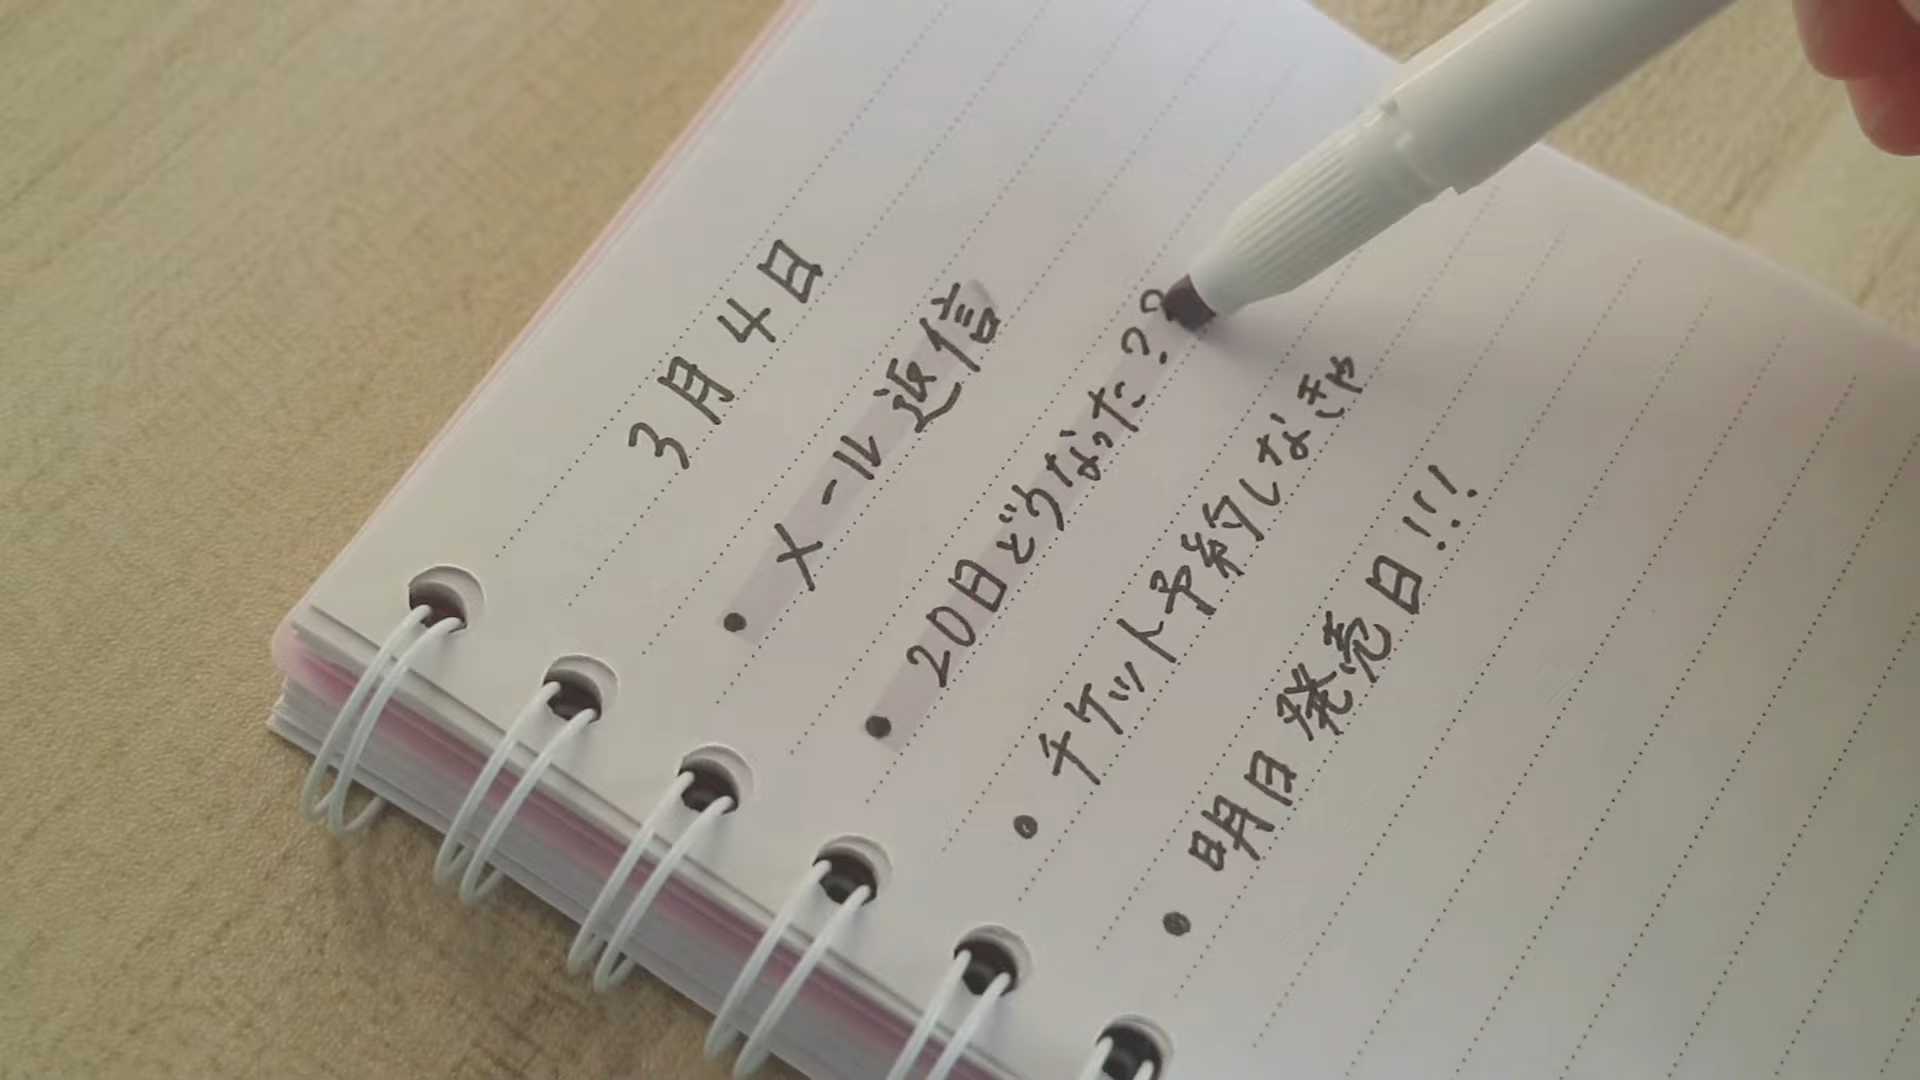 3月4日
• メール返信
• 20日どうなった??
• チケット予約しなきゃ
• 明日発売日!!!